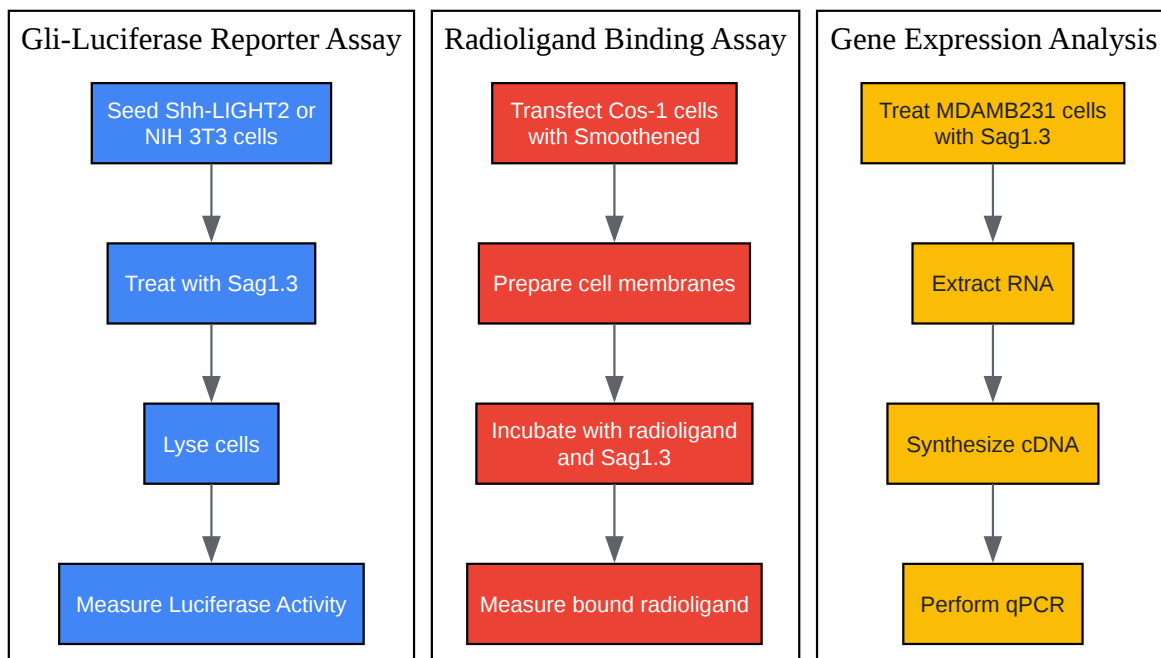 Gli-Luciferase Reporter Assay
Seed Shh-LIGHT2 or
NIH 3T3 cells
Treat with Sag1.3
Lyse cells
Measure Luciferase Activity
Radioligand Binding Assay
Transfect Cos-1 cells
with Smoothened
Prepare cell membranes
Incubate with radioligand
and Sag1.3
Measure bound radioligand
Gene Expression Analysis
Treat MDAMB231 cells
with Sag1.3
Extract RNA
Synthesize cDNA
Perform qPCR